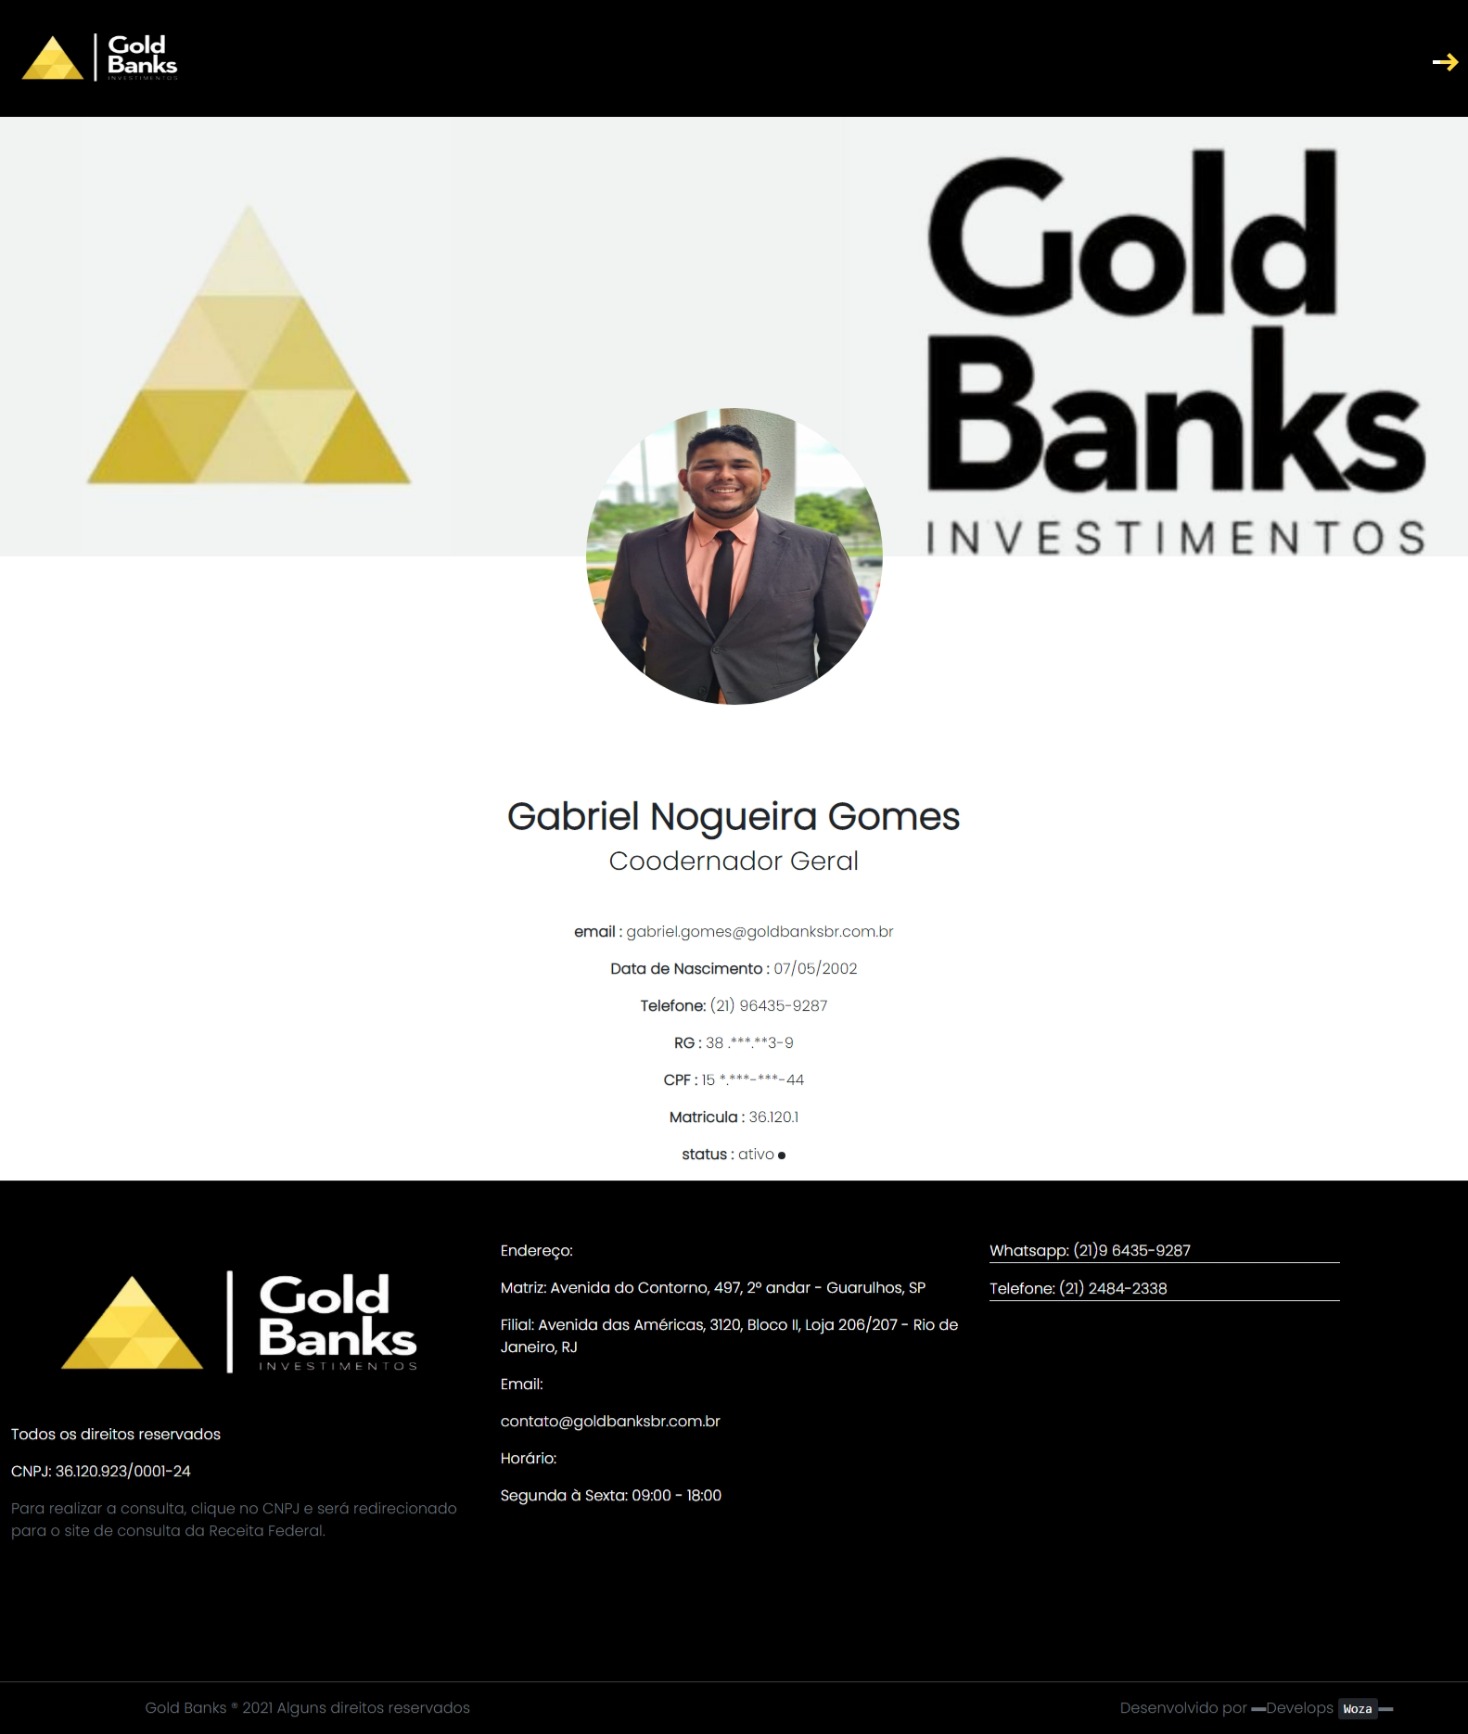 Gold
Banks
INVESTIMENTOS
Gold
Banks
INVESTIMENTOS
Gabriel Nogueira Gomes
Coodernador Geral
email : gabriel.gomes@goldbanksbr.com.br
Data de Nascimento : 07/05/2002
Telefone: (21) 96435-9287
RG : 38 .***.**3-9
CPF : 15 *.***-***-44
Matricula : 36.120.1
status : ativo
Gold
Banks
INVESTIMENTOS
Todos os direitos reservados
CNPJ: 36.120.923/0001-24
Para realizar a consulta, clique no CNPJ e será redirecionado
para o site de consulta da Receita Federal.
Endereço:
Matriz: Avenida do Contorno, 497, 2º andar - Guarulhos, SP
Filial: Avenida das Américas, 3120, Bloco II, Loja 206/207 - Rio de
Janeiro, RJ
Email:
contato@goldbanksbr.com.br
Horário:
Segunda à Sexta: 09:00 - 18:00
Whatsapp: (21)9 6435-9287
Telefone: (21) 2484-2338
Gold Banks ® 2021 Alguns direitos reservados
Desenvolvido por Develops Woza